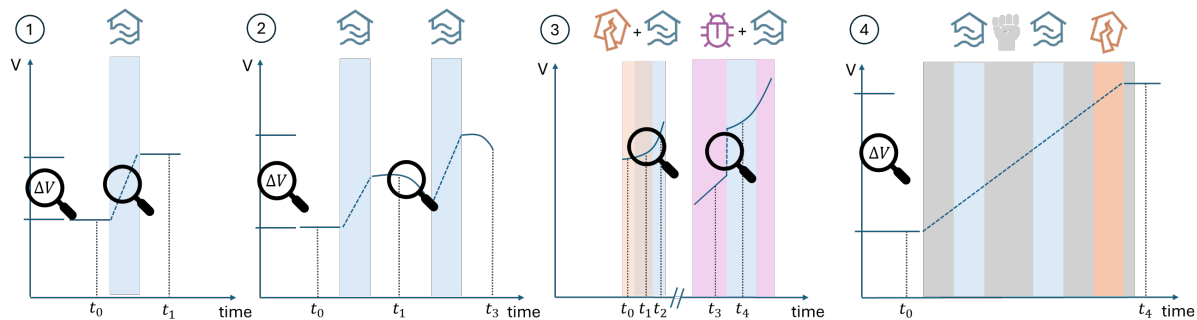 1
V
ΔV
t₀
t₁
time
2
V
ΔV
t₀
t₁
t₃
time
3
+
+
V
t₀ t₁ t₂
t₃
t₄
time
4
V
ΔV
t₀
t₄
time